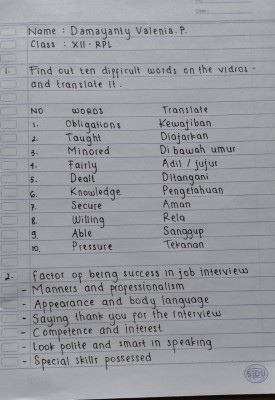 Name : Damayanty Valenia.P.
Class : XII - RPL
1. Find out ten difficult words on the vidros -
and translate it.
NO WORDS Translate
1. Obligations Kewajiban
2. Taught Diajarkan
3. Minored Dibawah umur
4. Fairly Adil / jujur
5. Dealt Ditangani
6. Knowledge Pengetahuan
7. Secure Aman
8. Willing Rela
9. Able Sanggup
10. Pressure Tekanan
2. Factor of being success in job interview
- Manners and professionalism
- Appearance and body language
- Saying thank you for the interview
- Competence and interest
- Look polite and smart in speaking
- Special skills possessed
SIDU